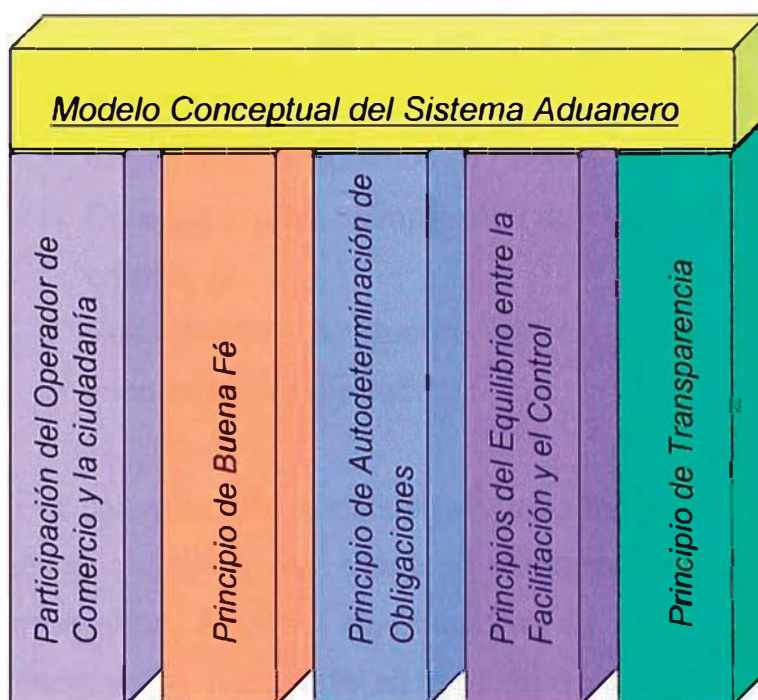 Modelo Conceptual del Sistema Aduanero
Participación del Operador de
Comercio y la ciudadanía
Principio de Buena Fé
Principio de Autodeterminación de
Obligaciones
Principios del Equilibrio entre la
Facilitación y el Control
Principio de Transparencia